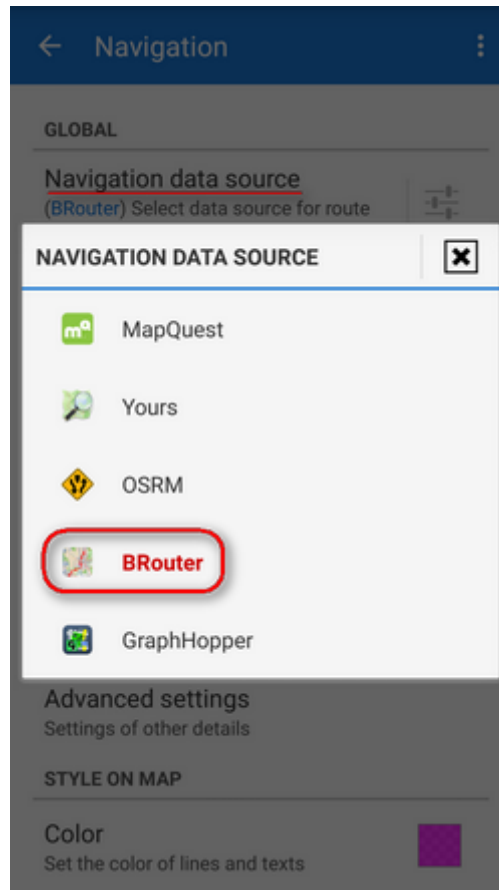 Navigation
GLOBAL
Navigation data source
(BRouter) Select data source for route
NAVIGATION DATA SOURCE
mq MapQuest
Yours
OSRM
BRouter
GraphHopper
Advanced settings
Settings of other details
STYLE ON MAP
Color
Set the color of lines and texts